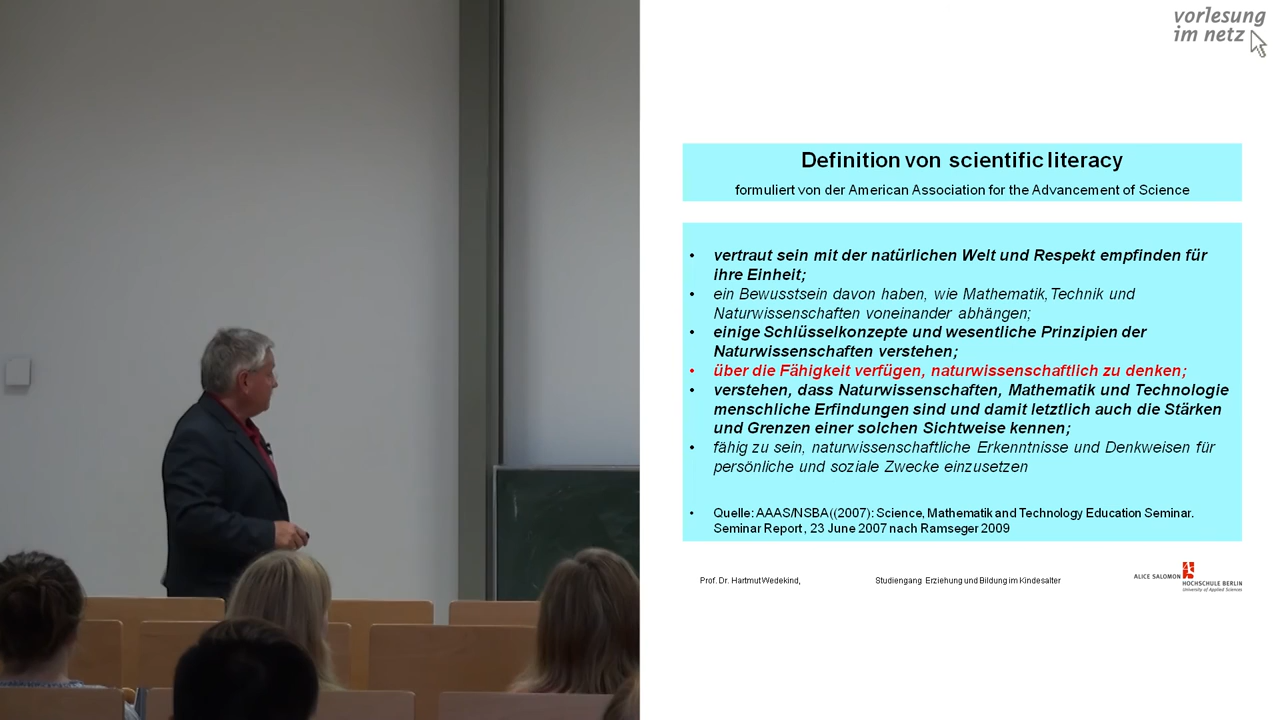 vorlesung
im netz
Definition von scientific literacy
formuliert von der American Association for the Advancement of Science
• vertraut sein mit der natürlichen Welt und Respekt empfinden für
ihre Einheit;
• ein Bewusstsein davon haben, wie Mathematik,Technik und
Naturwissenschaften voneinander abhängen;
• einige Schlüsselkonzepte und wesentliche Prinzipien der
Naturwissenschaften verstehen;
• über die Fähigkeit verfügen, naturwissenschaftlich zu denken;
• verstehen, dass Naturwissenschaften, Mathematik und Technologie
menschliche Erfindungen sind und damit letztlich auch die Stärken
und Grenzen einer solchen Sichtweise kennen;
• fähig zu sein, naturwissenschaftliche Erkenntnisse und Denkweisen für
persönliche und soziale Zwecke einzusetzen
• Quelle: AAAS/NSBA((2007): Science, Mathematik and Technology Education Seminar.
Seminar Report, 23 June 2007 nach Ramseger 2009
Prof. Dr. Hartmut Wedekind, Studiengang Erziehung und Bildung im Kindesalter
ALICE SALOMON
HOCHSCHULE BERLIN
University of Applied Sciences